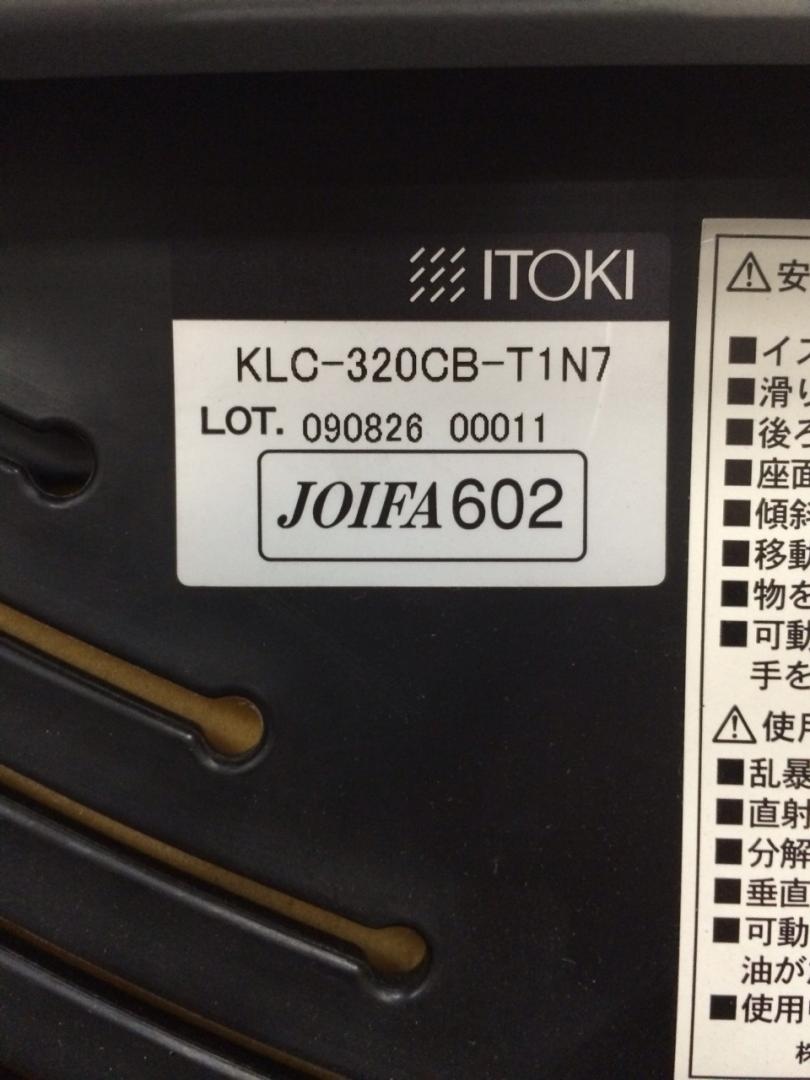 ITOKI
KLC-320CB-T1N7
LOT. 090826 00011
JOIFA602
⚠安
■イス
■滑り
■後ろ
■座面
■傾斜
■移動
■物を
■可動
手を
⚠使用
■乱暴
■直射
■分解
■垂直
■可動
油が
■使用
株